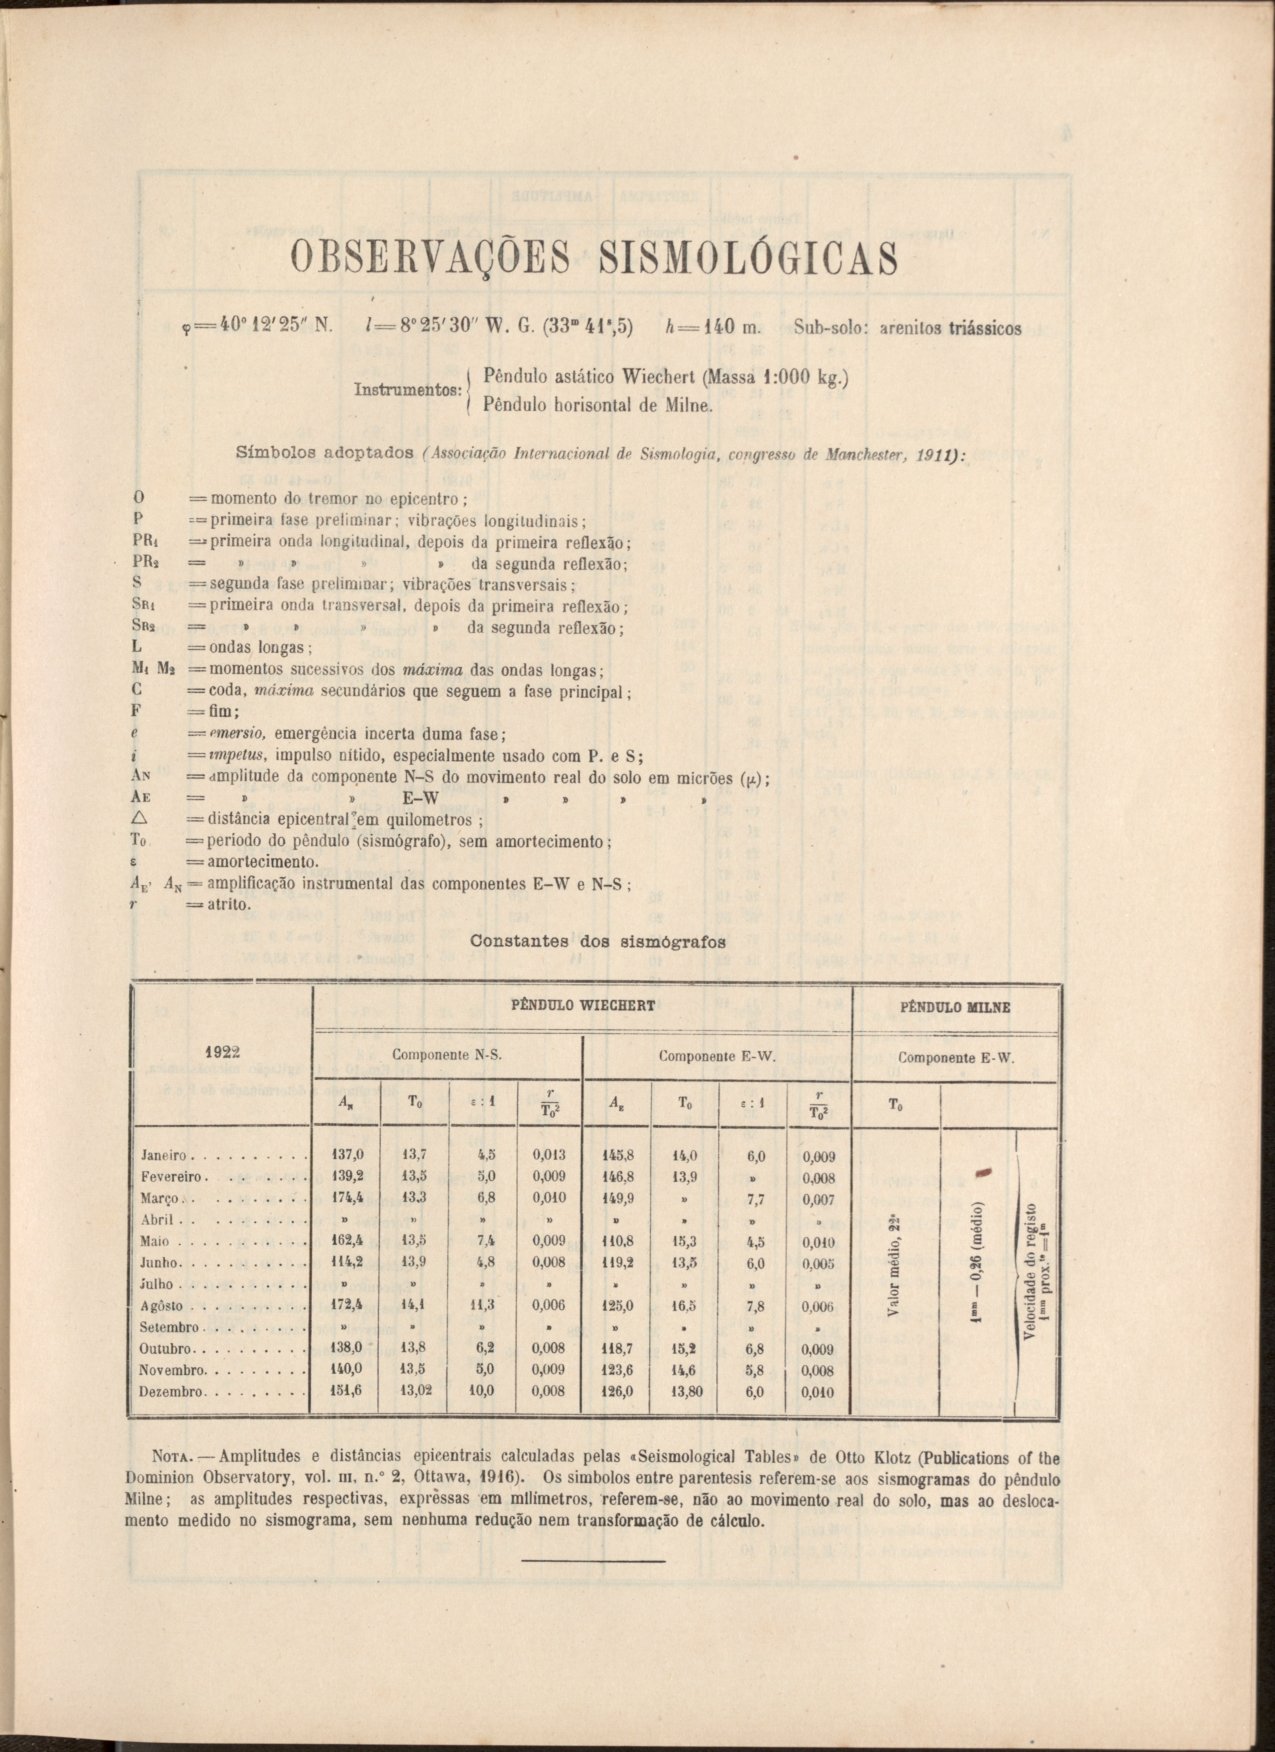 OBSERVAÇÕES SISMOLÓGICAS
φ=40° 12′25″ N. l=8° 25′30″ W. G. (33ᵐ 41ˢ,5) h=140 m. Sub-solo: arenitos triássicos
Instrumentos: { Pêndulo astático Wiechert (Massa 1:000 kg.)
Pêndulo horisontal de Milne.
Símbolos adoptados (Associação Internacional de Sismologia, congresso de Manchester, 1911):
O = momento do tremor no epicentro ;
P = primeira fase preliminar ; vibrações longitudinais ;
PR₁ = primeira onda longitudinal, depois da primeira reflexão ;
PR₂ = » » » » da segunda reflexão ;
S = segunda fase preliminar ; vibrações transversais ;
SR₁ = primeira onda transversal, depois da primeira reflexão ;
SR₂ = » » » » da segunda reflexão ;
L = ondas longas ;
M₁ M₂ = momentos sucessivos dos máxima das ondas longas ;
C = coda, máxima secundários que seguem a fase principal ;
F = fim ;
e = emersio, emergência incerta duma fase ;
i = impetus, impulso nítido, especialmente usado com P. e S ;
AN = amplitude da componente N–S do movimento real do solo em micrões (μ) ;
AE = » » E–W » » » »
△ = distância epicentral em quilometros ;
T₀ = período do pêndulo (sismógrafo), sem amortecimento ;
ε = amortecimento.
A_E, A_N = amplificação instrumental das componentes E–W e N–S ;
r = atrito.
Constantes dos sismógrafos
1922 PÊNDULO WIECHERT PÊNDULO MILNE
Componente N-S. Componente E-W. Componente E-W.
A_N T₀ ε : 1 r/T₀² A_E T₀ ε : 1 r/T₀² T₀
Janeiro . . . . . . . . . . 137,0 13,7 4,5 0,013 145,8 14,0 6,0 0,009
Fevereiro . . . . . . . . 139,2 13,5 5,0 0,009 146,8 13,9 » 0,008
Março . . . . . . . . . . 174,4 13.3 6,8 0,010 149,9 » 7,7 0,007
Abril . . . . . . . . . . » » » » » » » »
Maio . . . . . . . . . . . 162,4 13,5 7,4 0,009 110,8 15,3 4,5 0,010
Junho . . . . . . . . . . . 114,2 13,9 4,8 0,008 119,2 13,5 6,0 0,005
Julho . . . . . . . . . . . » » » » » » » »
Agôsto . . . . . . . . . . 172,4 14,1 11,3 0,006 125,0 16,5 7,8 0,006
Setembro . . . . . . . . . » » » » » » » »
Outubro . . . . . . . . . . 138,0 13,8 6,2 0,008 118,7 15,2 6,8 0,009
Novembro . . . . . . . . . 140,0 13,5 5,0 0,009 123,6 14,6 5,8 0,008
Dezembro . . . . . . . . . 151,6 13,02 10,0 0,008 126,0 13,80 6,0 0,010
Valor médio, 22ˢ
1ᵐᵐ — 0,26 (médio)
Velocidade do registo
1ᵐᵐ prox.ᵗᵉ = 1ᵐ
NOTA. — Amplitudes e distâncias epicentrais calculadas pelas «Seismological Tables» de Otto Klotz (Publications of the
Dominion Observatory, vol. III, n.º 2, Ottawa, 1916). Os simbolos entre parentesis referem-se aos sismogramas do pêndulo
Milne ; as amplitudes respectivas, exprêssas em milímetros, referem-se, não ao movimento real do solo, mas ao desloca-
mento medido no sismograma, sem nenhuma redução nem transformação de cálculo.